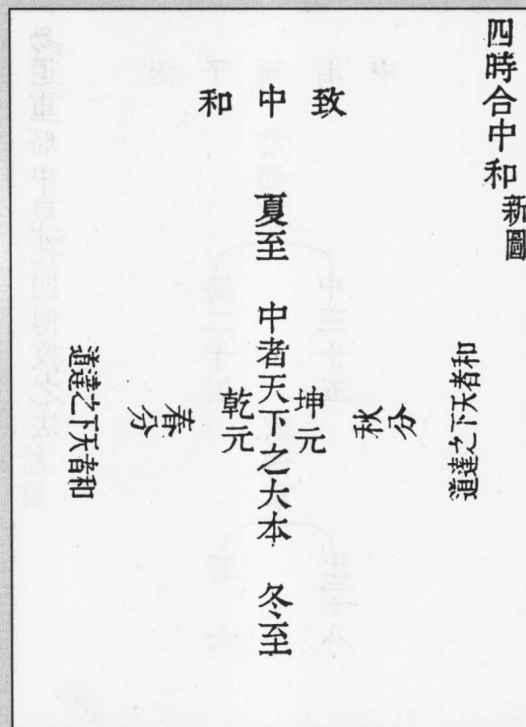 四時合中和新圖
致中和
夏至 中者天下之大本 冬至
坤元
乾元
秋分
春分
和者天下之達道
和者天下之達道